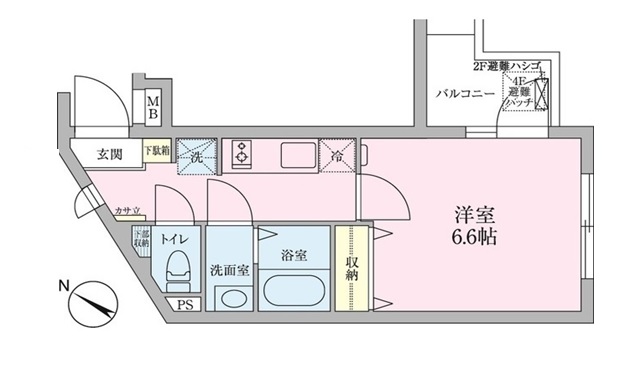 2F避難ハシゴ
4F
避難
ハッチ
バルコニー
MB
玄関
下駄箱
洗
冷
カサ立
下部
収納
トイレ
洗面室
浴室
収納
洋室
6.6帖
PS
N